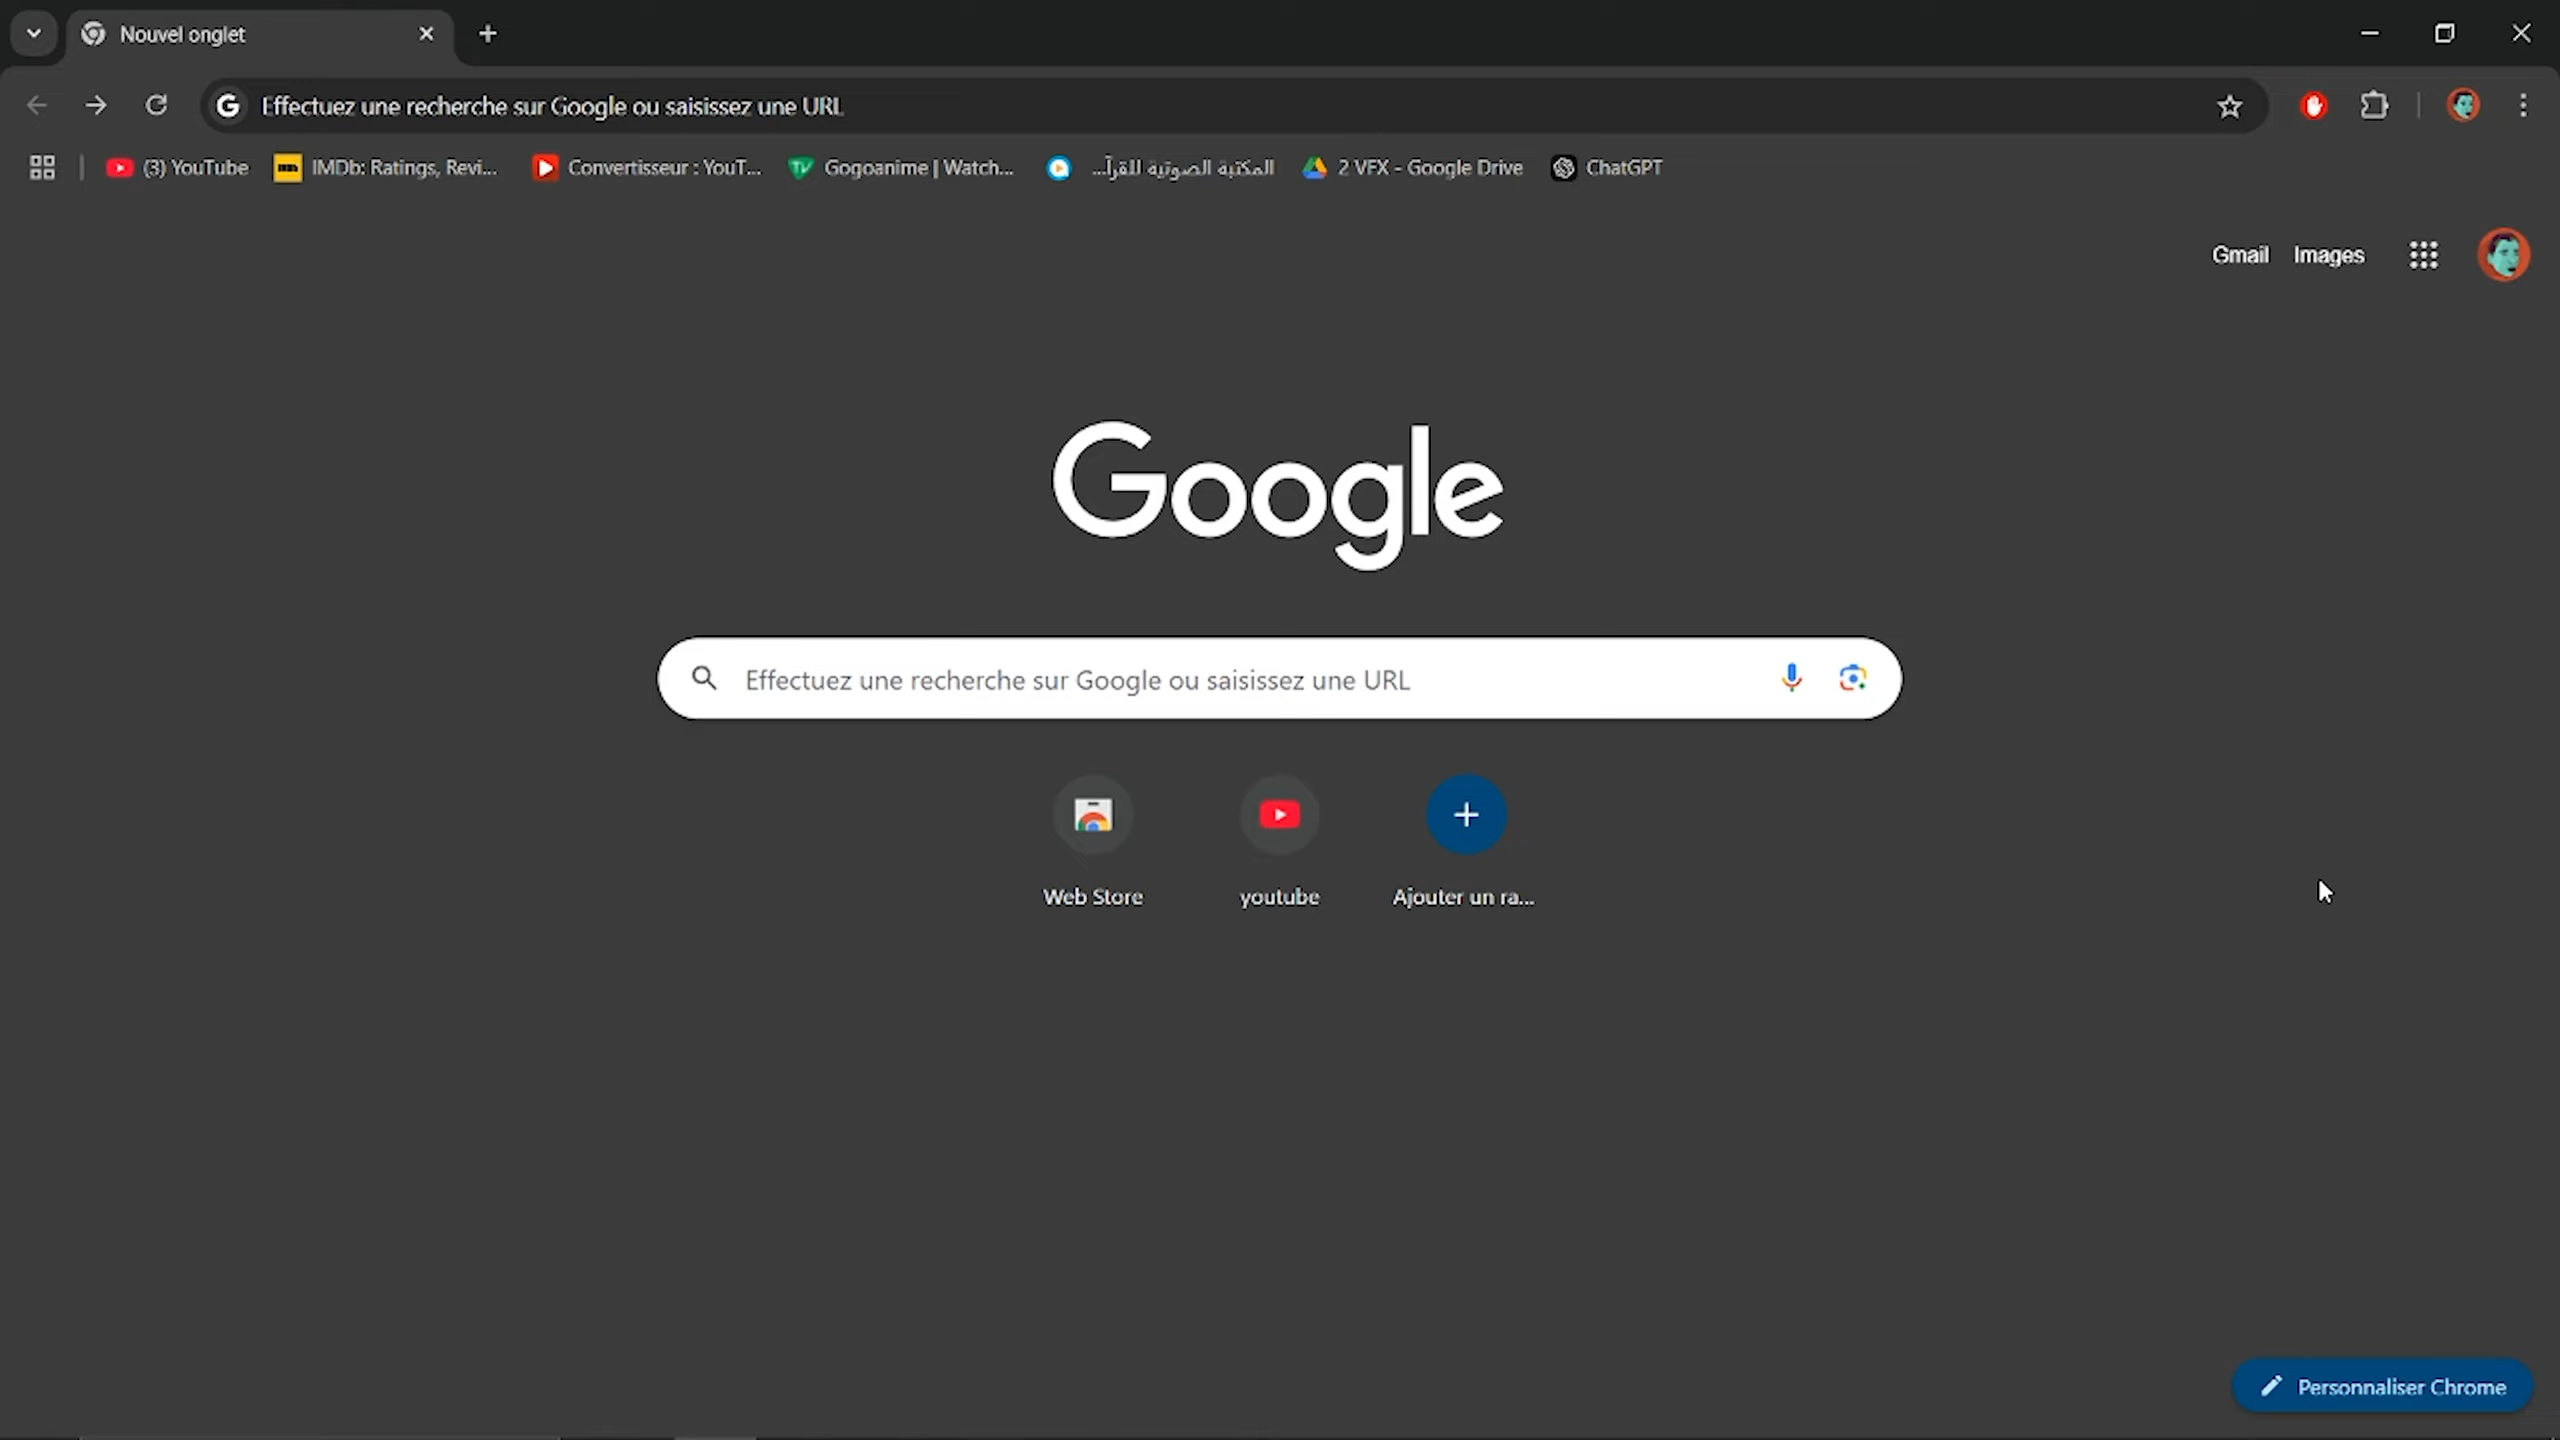 Nouvel onglet
Effectuez une recherche sur Google ou saisissez une URL
(3) YouTube
IMDb: Ratings, Revi...
Convertisseur : YouT...
Gogoanime | Watch...
المكتبة الصوتية للقرآ...
2 VFX - Google Drive
ChatGPT
Gmail
Images
Google
Effectuez une recherche sur Google ou saisissez une URL
Web Store
youtube
Ajouter un ra...
Personnaliser Chrome